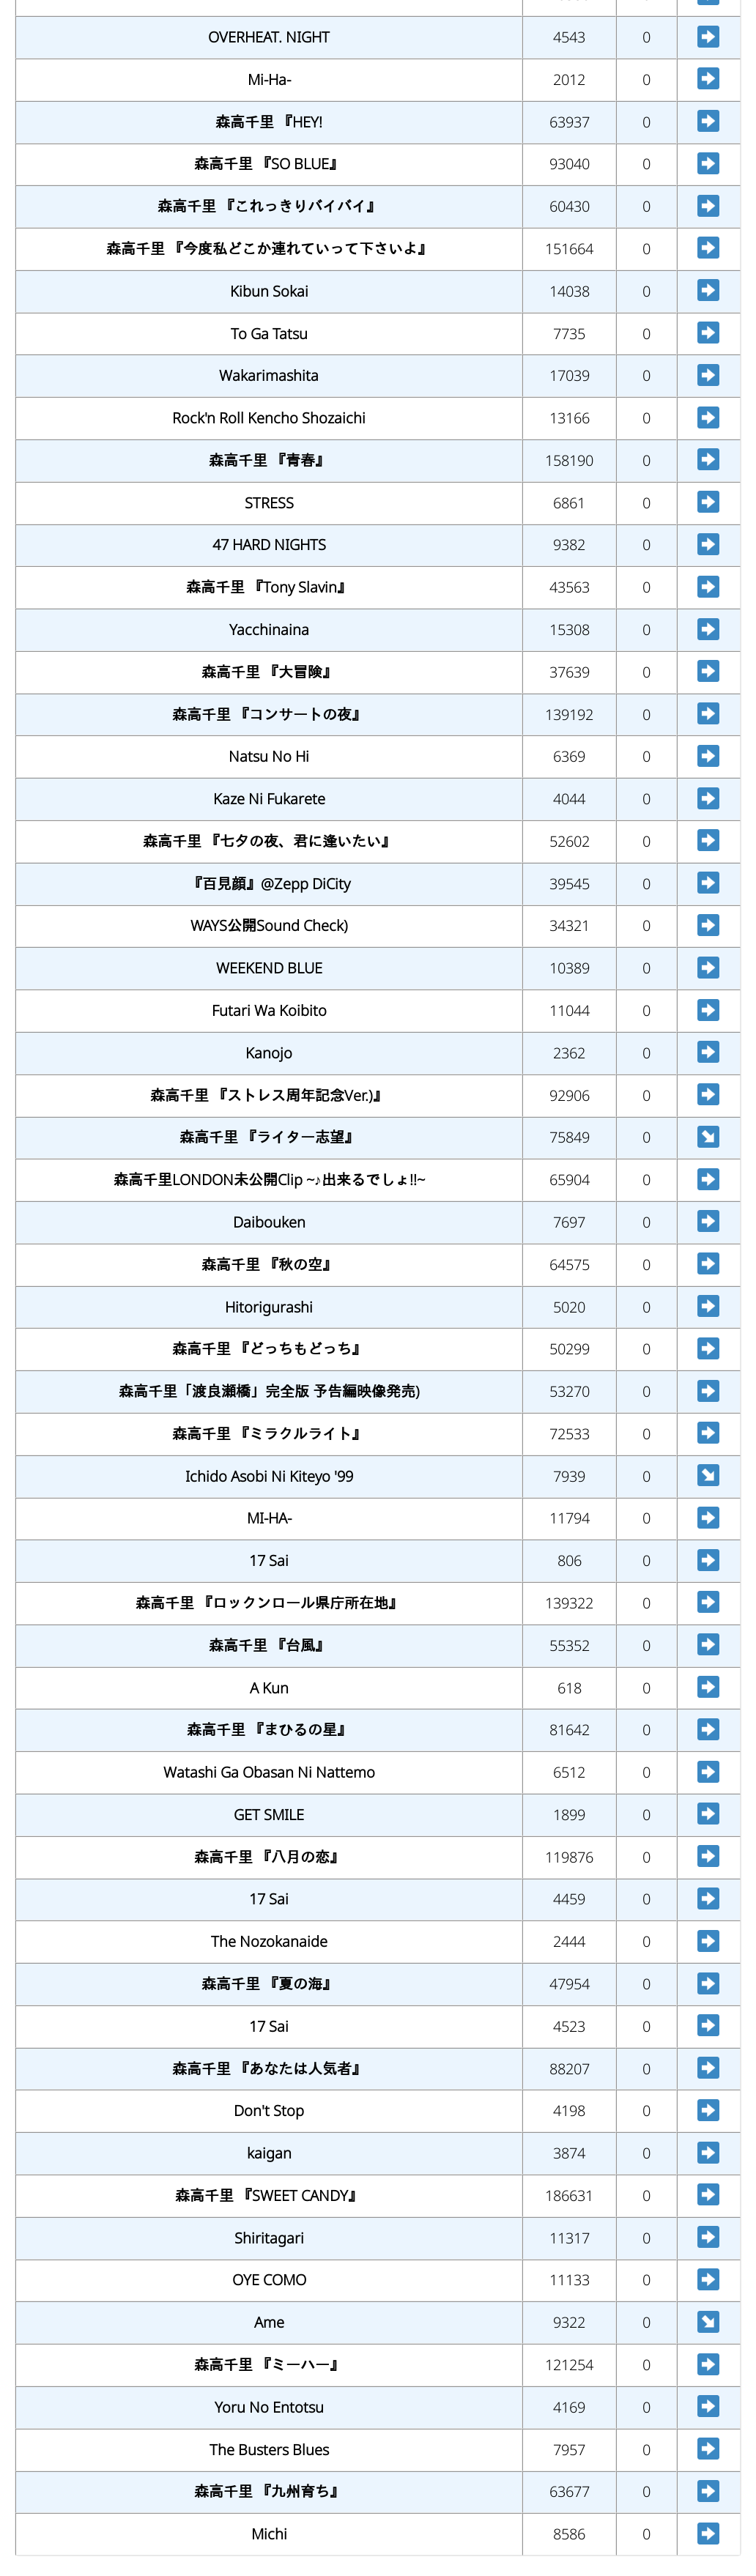 OVERHEAT. NIGHT 4543 0
Mi-Ha- 2012 0
森高千里 『HEY! 63937 0
森高千里 『SO BLUE』 93040 0
森高千里 『これっきりバイバイ』 60430 0
森高千里 『今度私どこか連れていって下さいよ』 151664 0
Kibun Sokai 14038 0
To Ga Tatsu 7735 0
Wakarimashita 17039 0
Rock'n Roll Kencho Shozaichi 13166 0
森高千里 『青春』 158190 0
STRESS 6861 0
47 HARD NIGHTS 9382 0
森高千里 『Tony Slavin』 43563 0
Yacchinaina 15308 0
森高千里 『大冒険』 37639 0
森高千里 『コンサートの夜』 139192 0
Natsu No Hi 6369 0
Kaze Ni Fukarete 4044 0
森高千里 『七夕の夜、君に逢いたい』 52602 0
『百見顔』@Zepp DiCity 39545 0
WAYS公開Sound Check) 34321 0
WEEKEND BLUE 10389 0
Futari Wa Koibito 11044 0
Kanojo 2362 0
森高千里 『ストレス周年記念Ver.)』 92906 0
森高千里 『ライター志望』 75849 0
森高千里LONDON未公開Clip ~♪出来るでしょ!!~ 65904 0
Daibouken 7697 0
森高千里 『秋の空』 64575 0
Hitorigurashi 5020 0
森高千里 『どっちもどっち』 50299 0
森高千里「渡良瀬橋」完全版 予告編映像発売) 53270 0
森高千里 『ミラクルライト』 72533 0
Ichido Asobi Ni Kiteyo '99 7939 0
MI-HA- 11794 0
17 Sai 806 0
森高千里 『ロックンロール県庁所在地』 139322 0
森高千里 『台風』 55352 0
A Kun 618 0
森高千里 『まひるの星』 81642 0
Watashi Ga Obasan Ni Nattemo 6512 0
GET SMILE 1899 0
森高千里 『八月の恋』 119876 0
17 Sai 4459 0
The Nozokanaide 2444 0
森高千里 『夏の海』 47954 0
17 Sai 4523 0
森高千里 『あなたは人気者』 88207 0
Don't Stop 4198 0
kaigan 3874 0
森高千里 『SWEET CANDY』 186631 0
Shiritagari 11317 0
OYE COMO 11133 0
Ame 9322 0
森高千里 『ミーハー』 121254 0
Yoru No Entotsu 4169 0
The Busters Blues 7957 0
森高千里 『九州育ち』 63677 0
Michi 8586 0